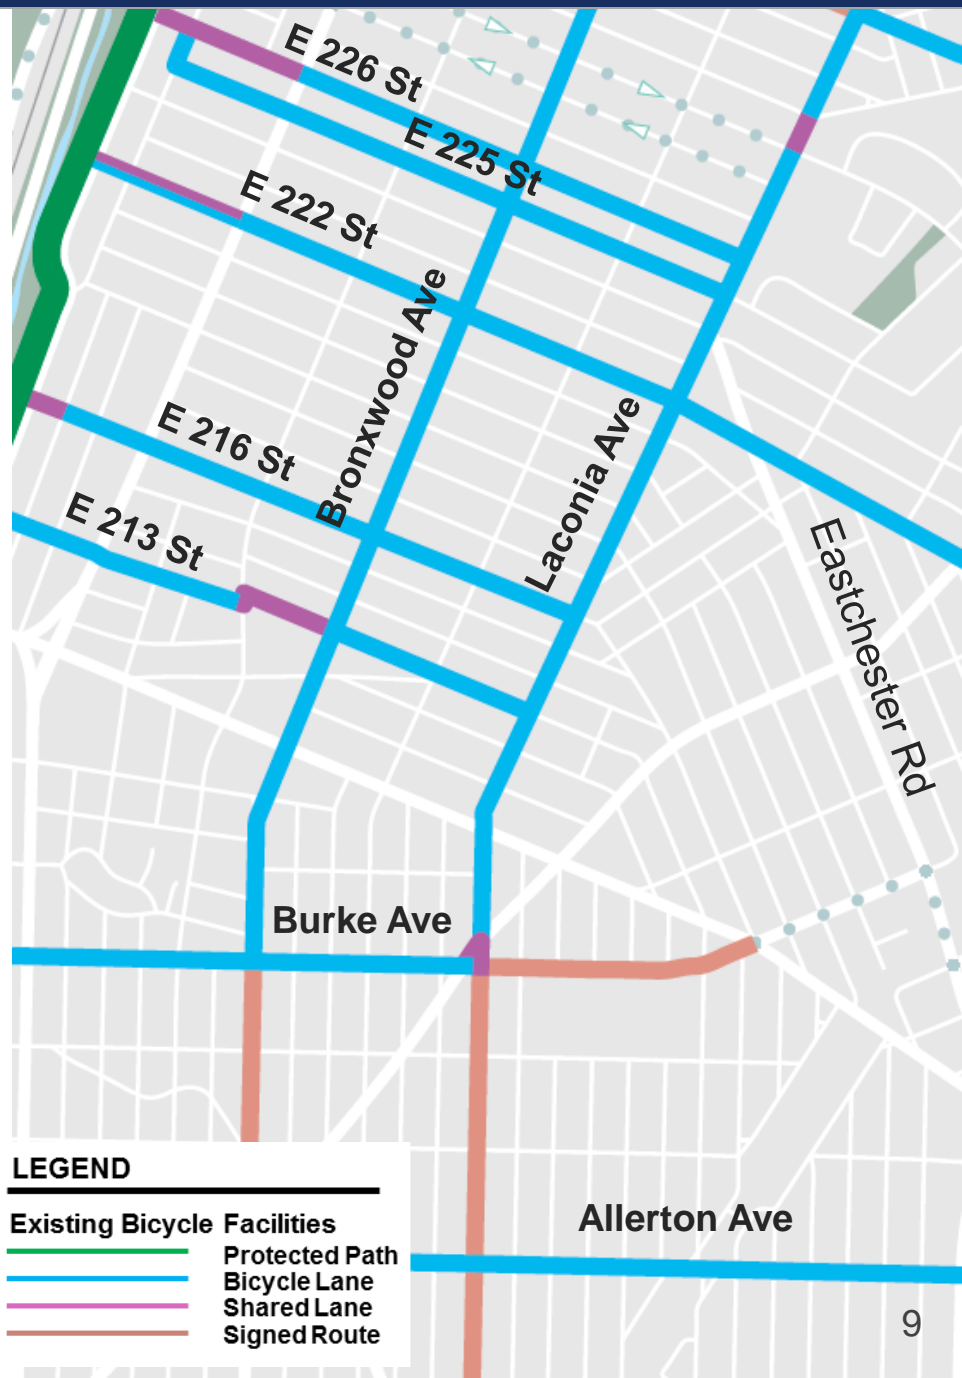 E 226 St
E 225 St
E 222 St
Bronxwood Ave
E 216 St
Laconia Ave
E 213 St
Eastchester Rd
Burke Ave
LEGEND
Existing Bicycle Facilities
Protected Path
Bicycle Lane
Shared Lane
Signed Route
Allerton Ave
9